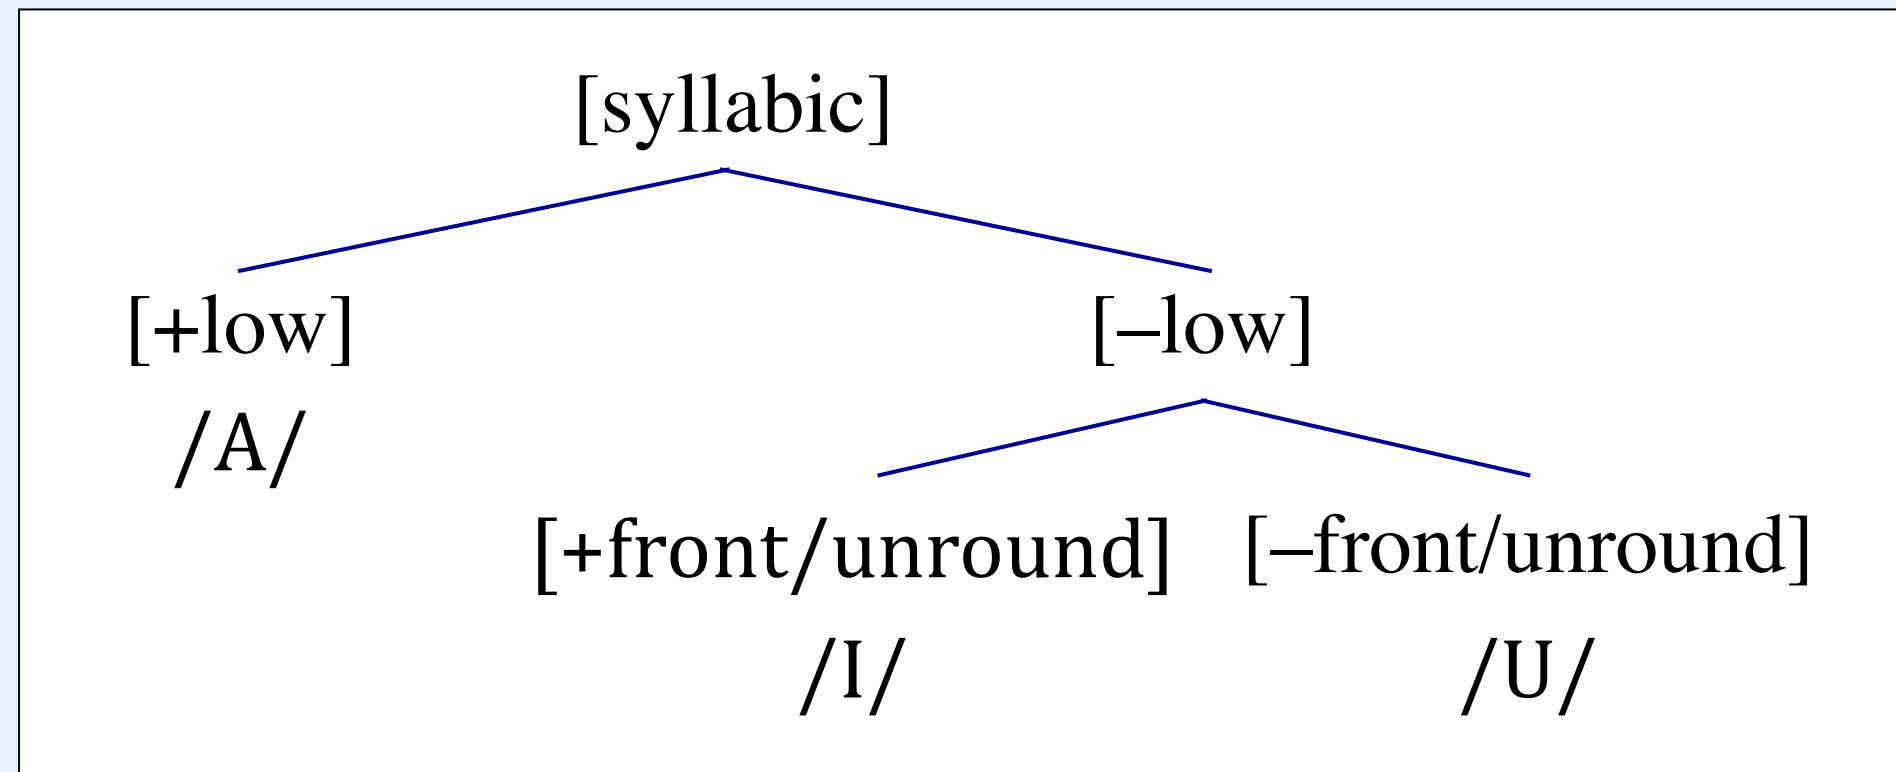 [syllabic]
[+low] [–low]
/A/
[+front/unround] [–front/unround]
/I/ /U/